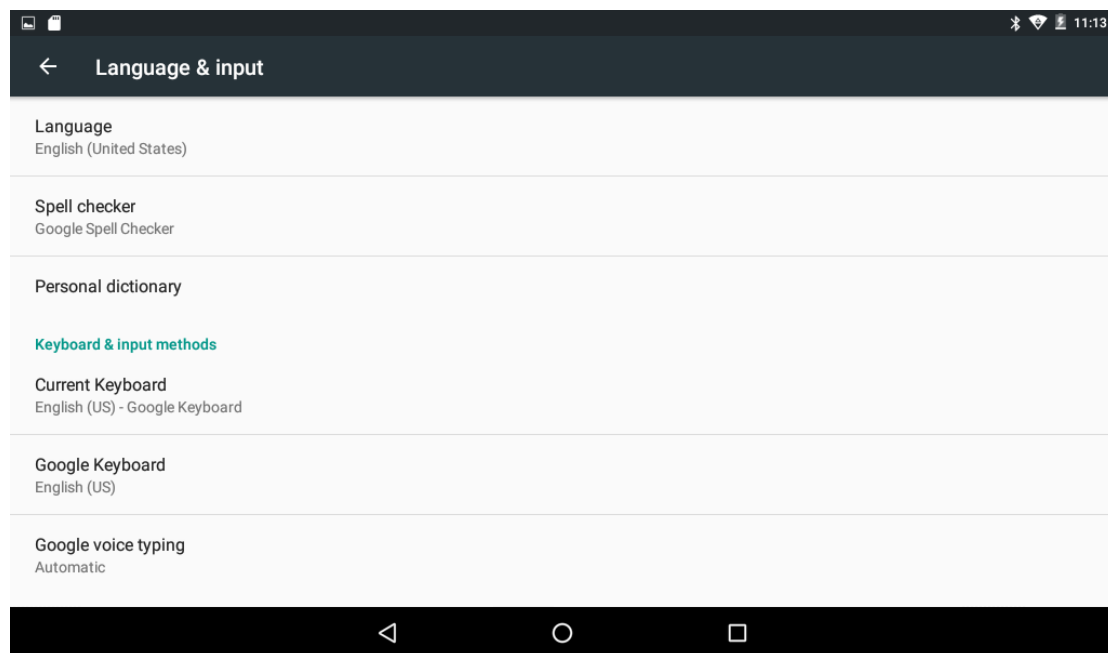 11:13
Language & input
Language
English (United States)
Spell checker
Google Spell Checker
Personal dictionary
Keyboard & input methods
Current Keyboard
English (US) - Google Keyboard
Google Keyboard
English (US)
Google voice typing
Automatic